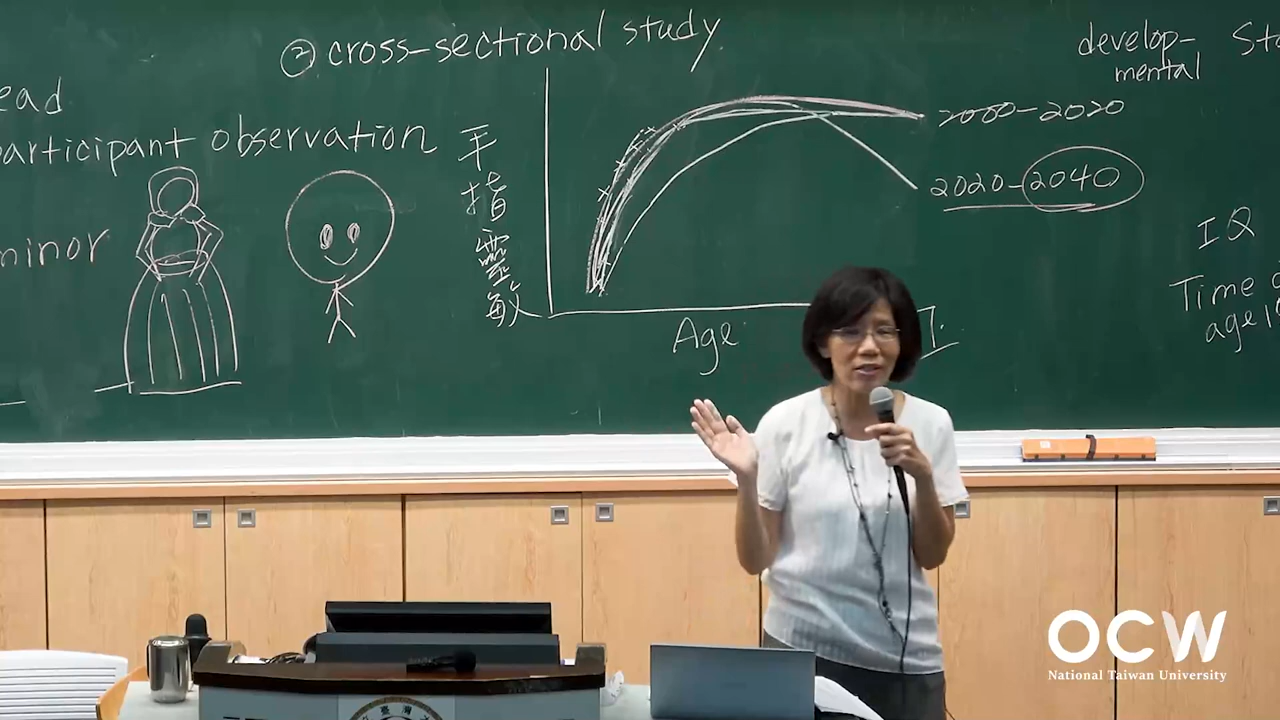 ② cross-sectional study
ead
participant observation
minor
手指靈敏
Age
2000-2020
2020-2040
develop-
mental
IQ
Time
age
OCW
National Taiwan University